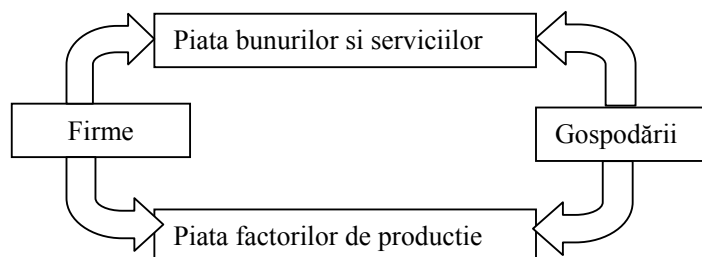 Piata bunurilor si serviciilor
Firme
Gospodării
Piata factorilor de productie